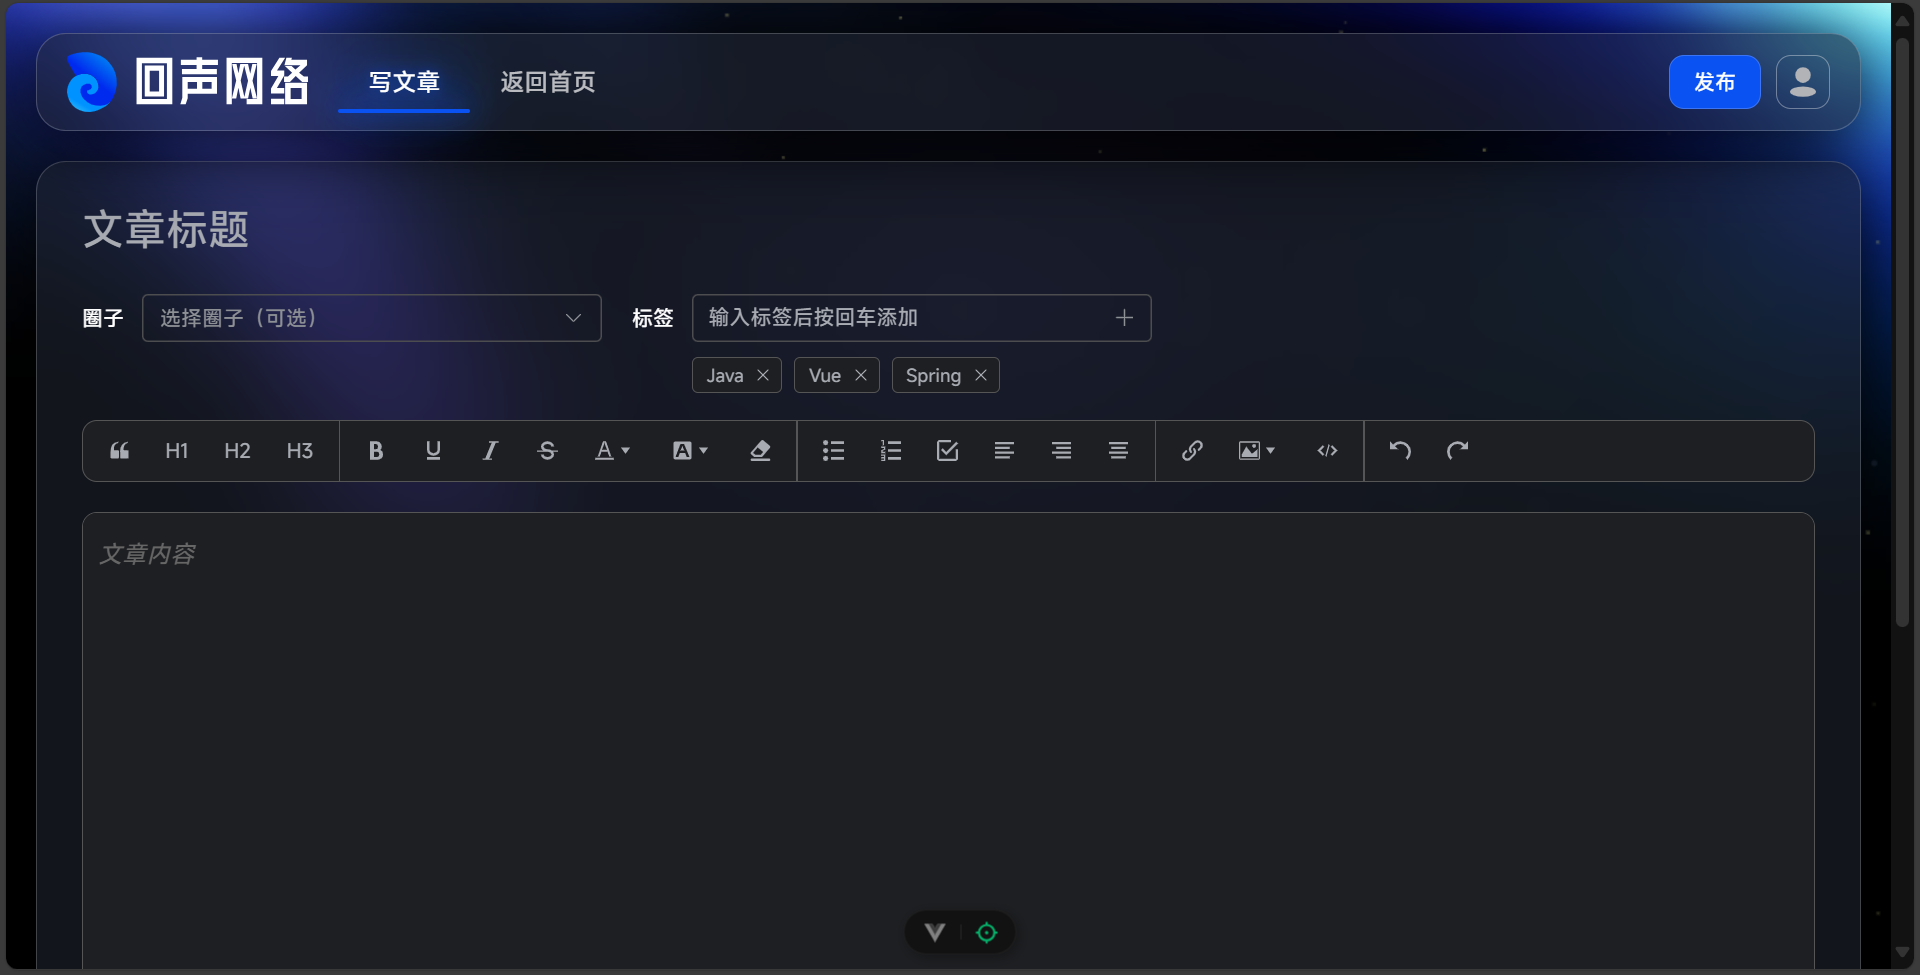 回声网络 写文章 返回首页 发布
文章标题
圈子 选择圈子（可选） 标签 输入标签后按回车添加
Java Vue Spring
H1 H2 H3 B U I S A A
文章内容